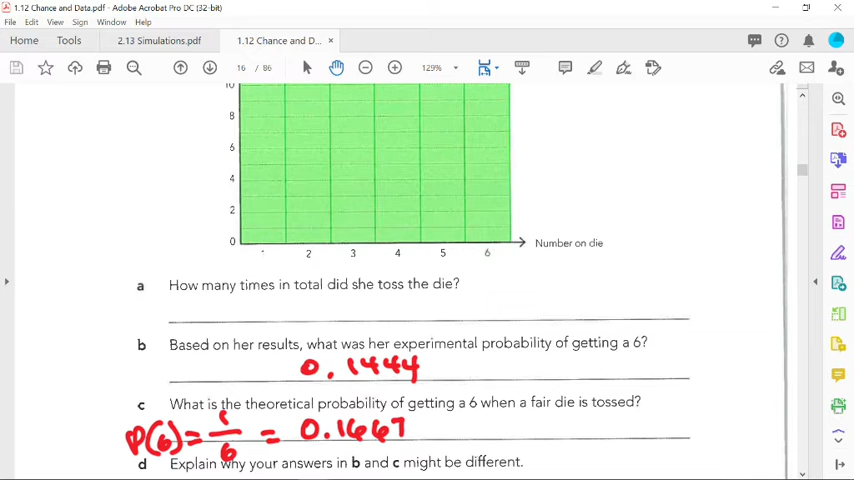 1.12 Chance and Data.pdf - Adobe Acrobat Pro DC (32-bit)
File Edit View Sign Window Help
Home Tools 2.13 Simulations.pdf 1.12 Chance and D... ×
16 / 86 129%
10
8
6
4
2
0
2 3 4 5 6
Number on die
a How many times in total did she toss the die?
b Based on her results, what was her experimental probability of getting a 6?
0.1444
c What is the theoretical probability of getting a 6 when a fair die is tossed?
P(6) = 1/6 = 0.1667
d Explain why your answers in b and c might be different.